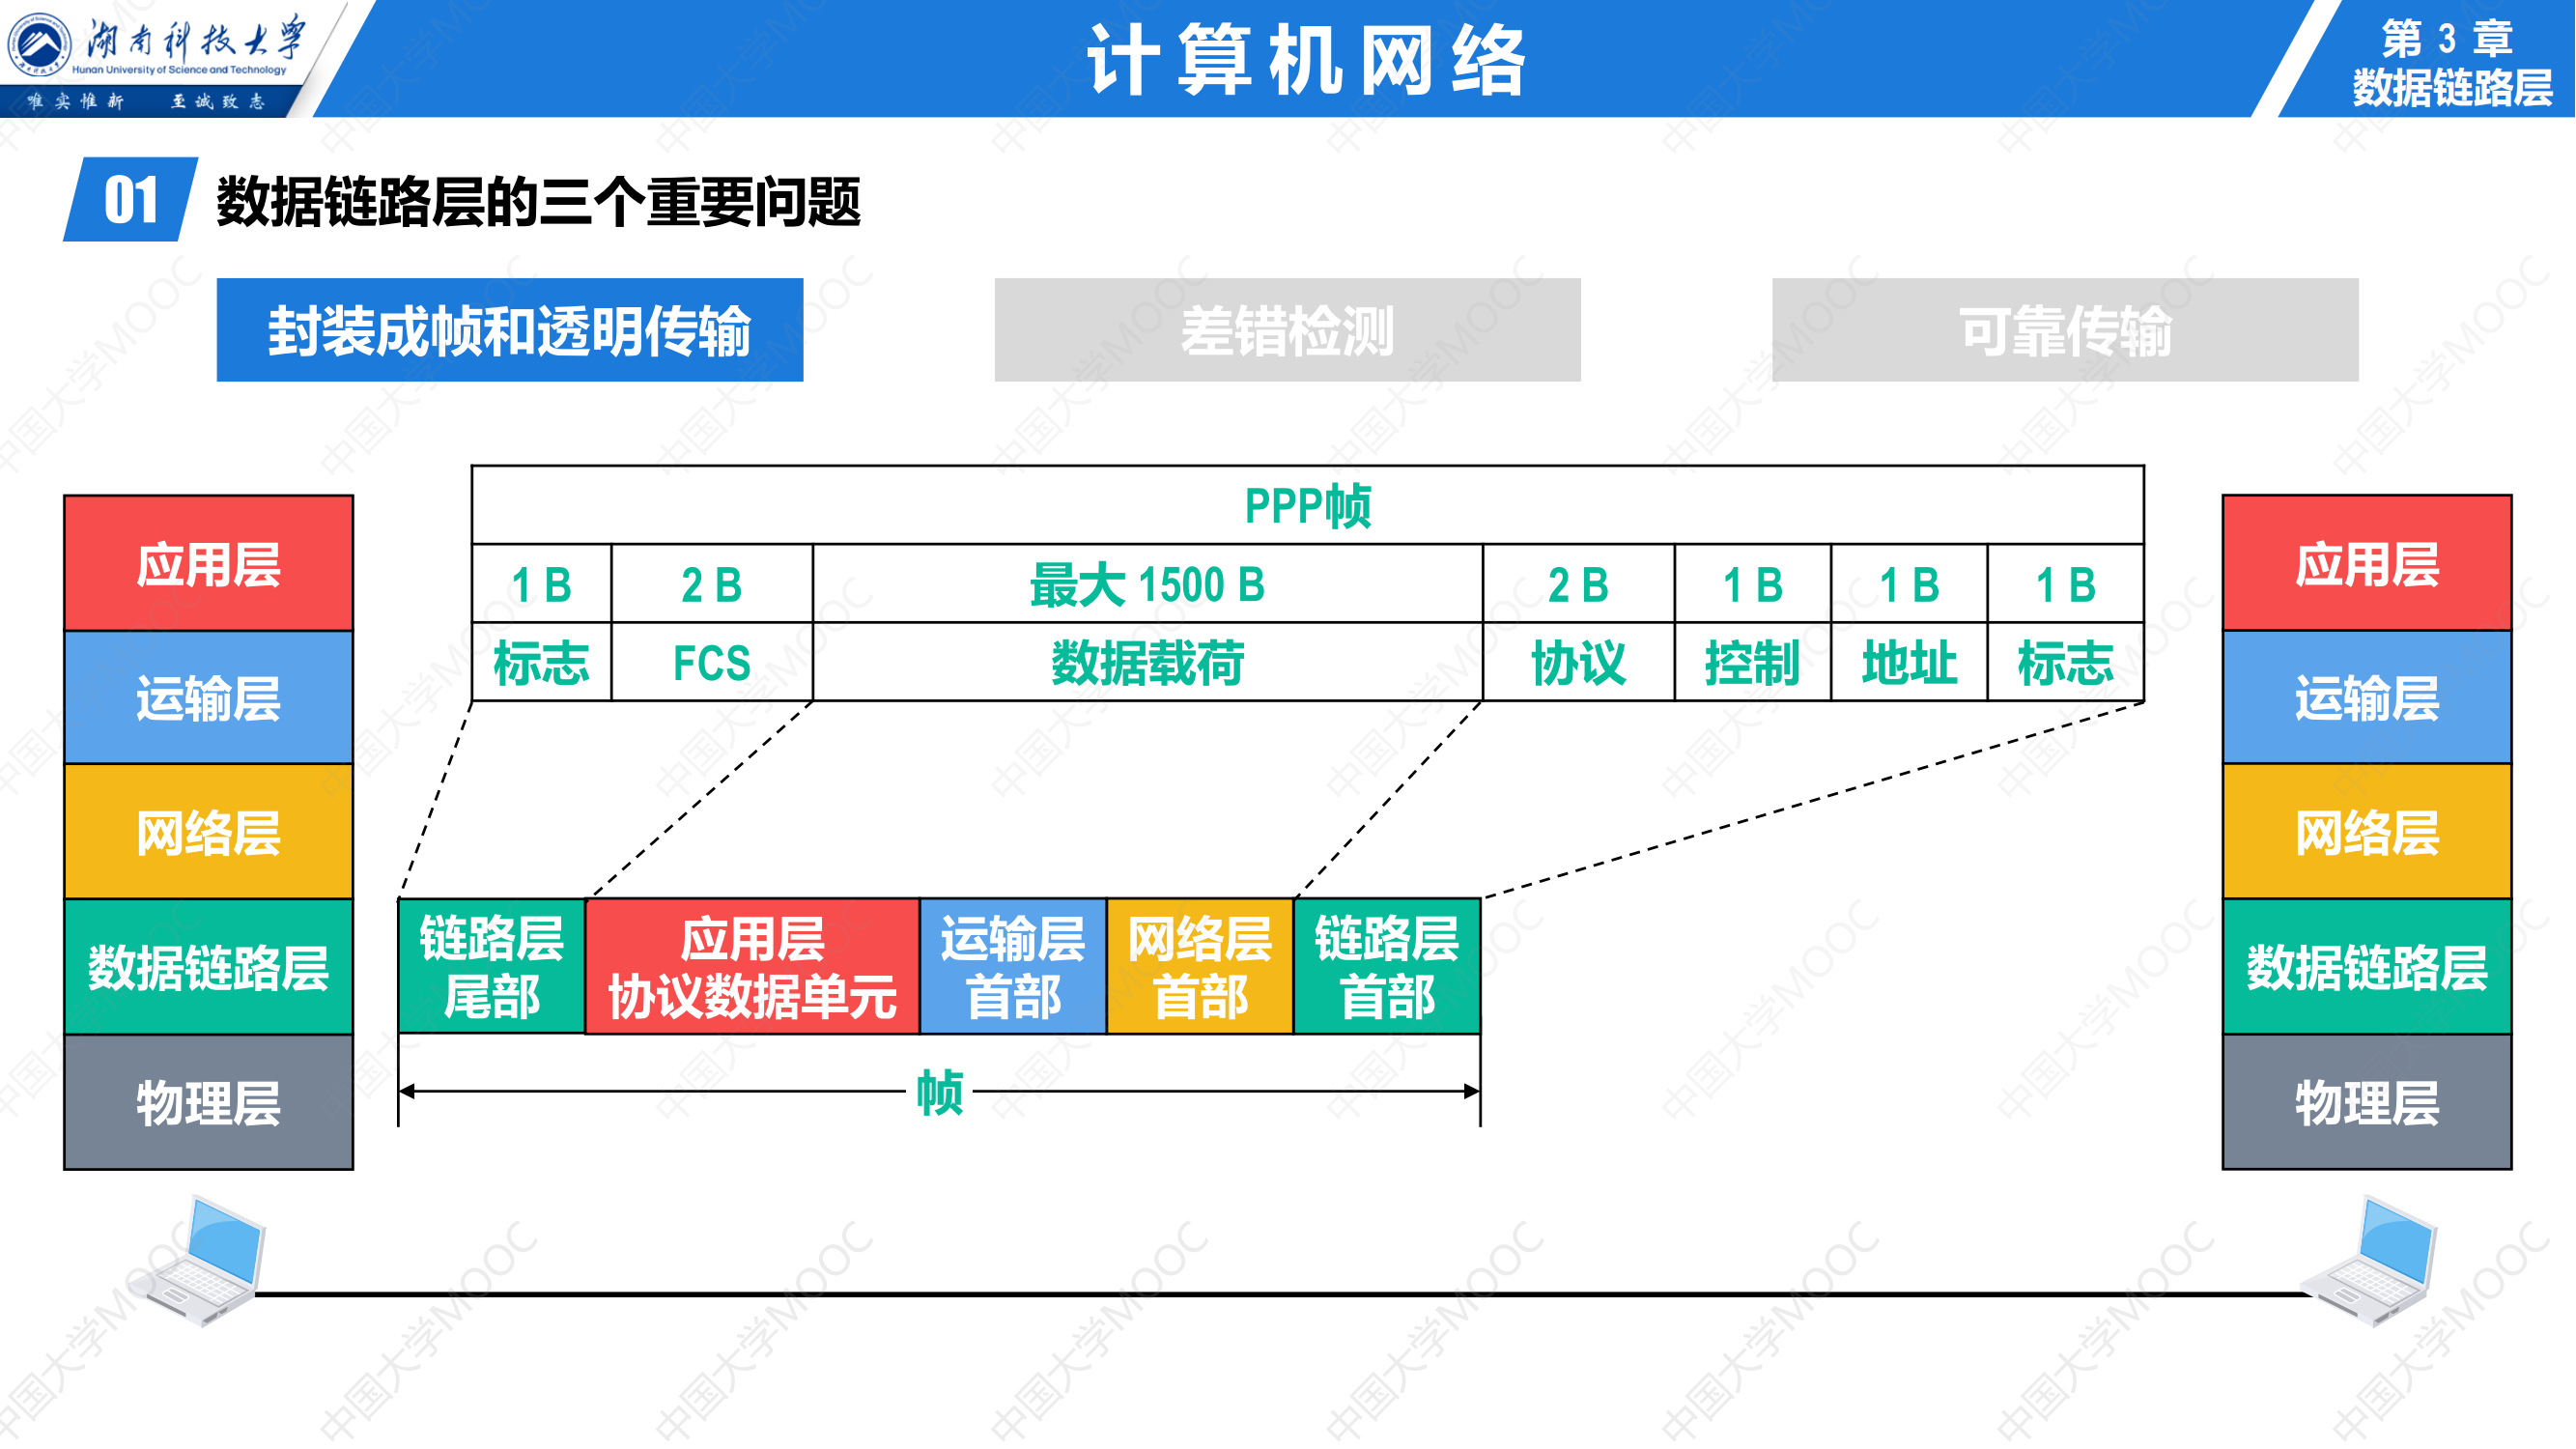 湖南科技大学
Hunan University of Science and Technology
唯实惟新 至诚致志
计算机网络
第 3 章
数据链路层
01 数据链路层的三个重要问题
封装成帧和透明传输 差错检测 可靠传输
PPP帧
1 B 2 B 最大 1500 B 2 B 1 B 1 B 1 B
标志 FCS 数据载荷 协议 控制 地址 标志
应用层
运输层
网络层
数据链路层
物理层
链路层
尾部
应用层
协议数据单元
运输层
首部
网络层
首部
链路层
首部
帧
应用层
运输层
网络层
数据链路层
物理层
中国大学MOOC